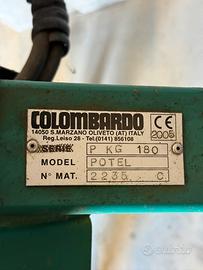 COLOMBARDO
14050 S.MARZANO OLIVETO (AT) ITALY
Reg.Leiso 28 - Tel.(0141) 856108
CE
2005
SERIE P KG 180
MODEL POTEL
N° MAT. 2235 C
subito